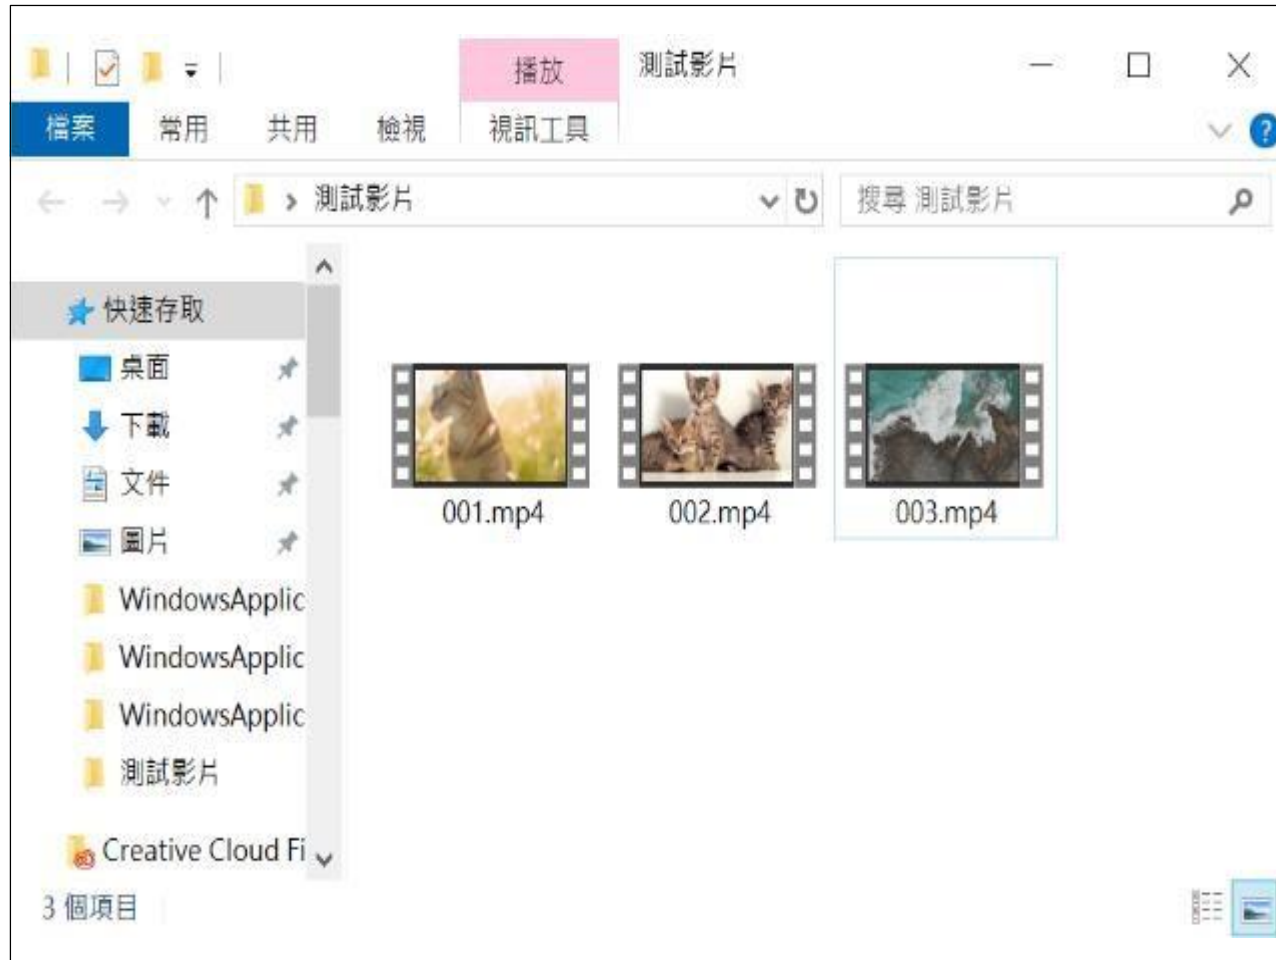 播放
測試影片
檔案 常用 共用 檢視 視訊工具
測試影片
搜尋 測試影片
快速存取
桌面
下載
文件
圖片
WindowsApplic
WindowsApplic
WindowsApplic
測試影片
Creative Cloud Fi
001.mp4 002.mp4 003.mp4
3 個項目